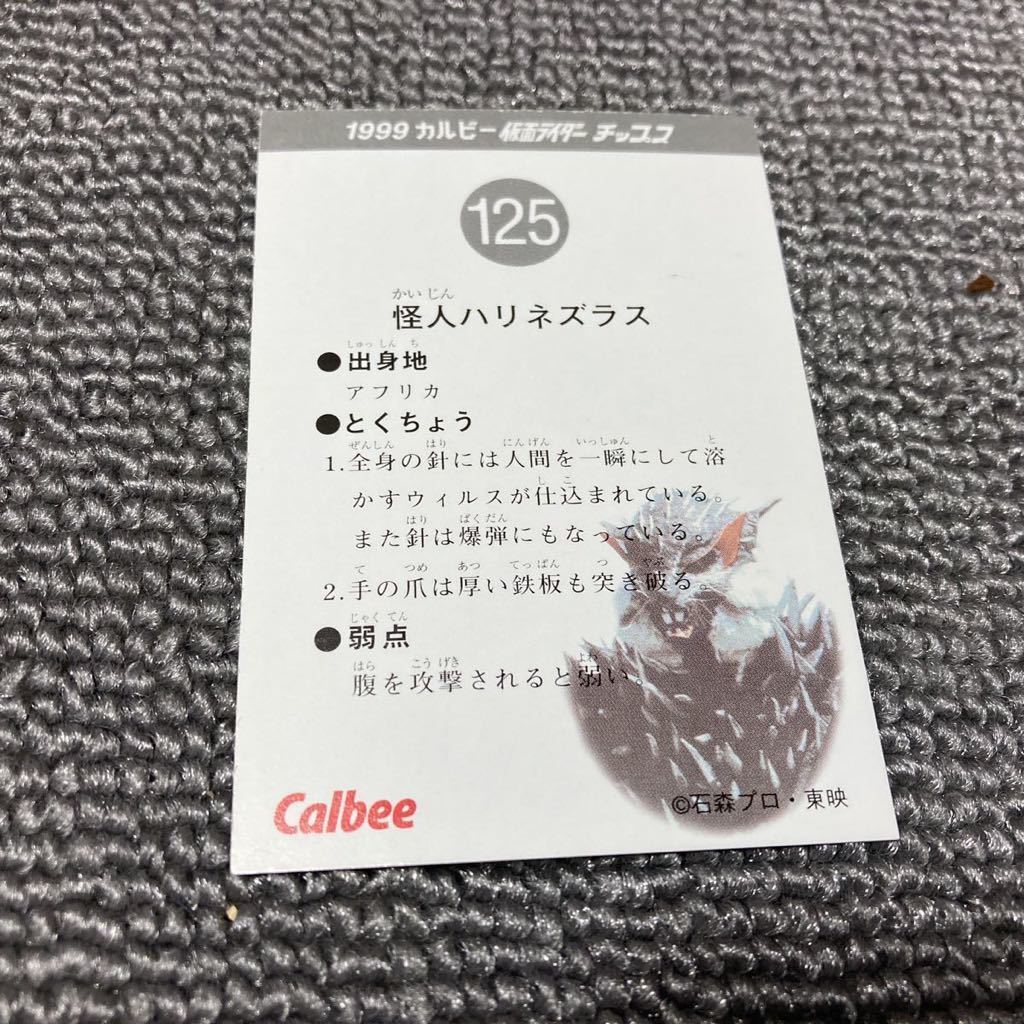 1999 カルビー 仮面ライダー チップス
125
かいじん
怪人ハリネズラス
しゅっしんち
●出身地
アフリカ
●とくちょう
ぜんしん はり にんげん いっしゅん と
1.全身の針には人間を一瞬にして溶
しこ
かすウィルスが仕込まれている。
はり ばくだん
また針は爆弾にもなっている。
て つめ あつ てっぱん つ やぶ
2.手の爪は厚い鉄板も突き破る。
じゃくてん
●弱点
はら こうげき よわ
腹を攻撃されると弱い。
Calbee
©石森プロ・東映